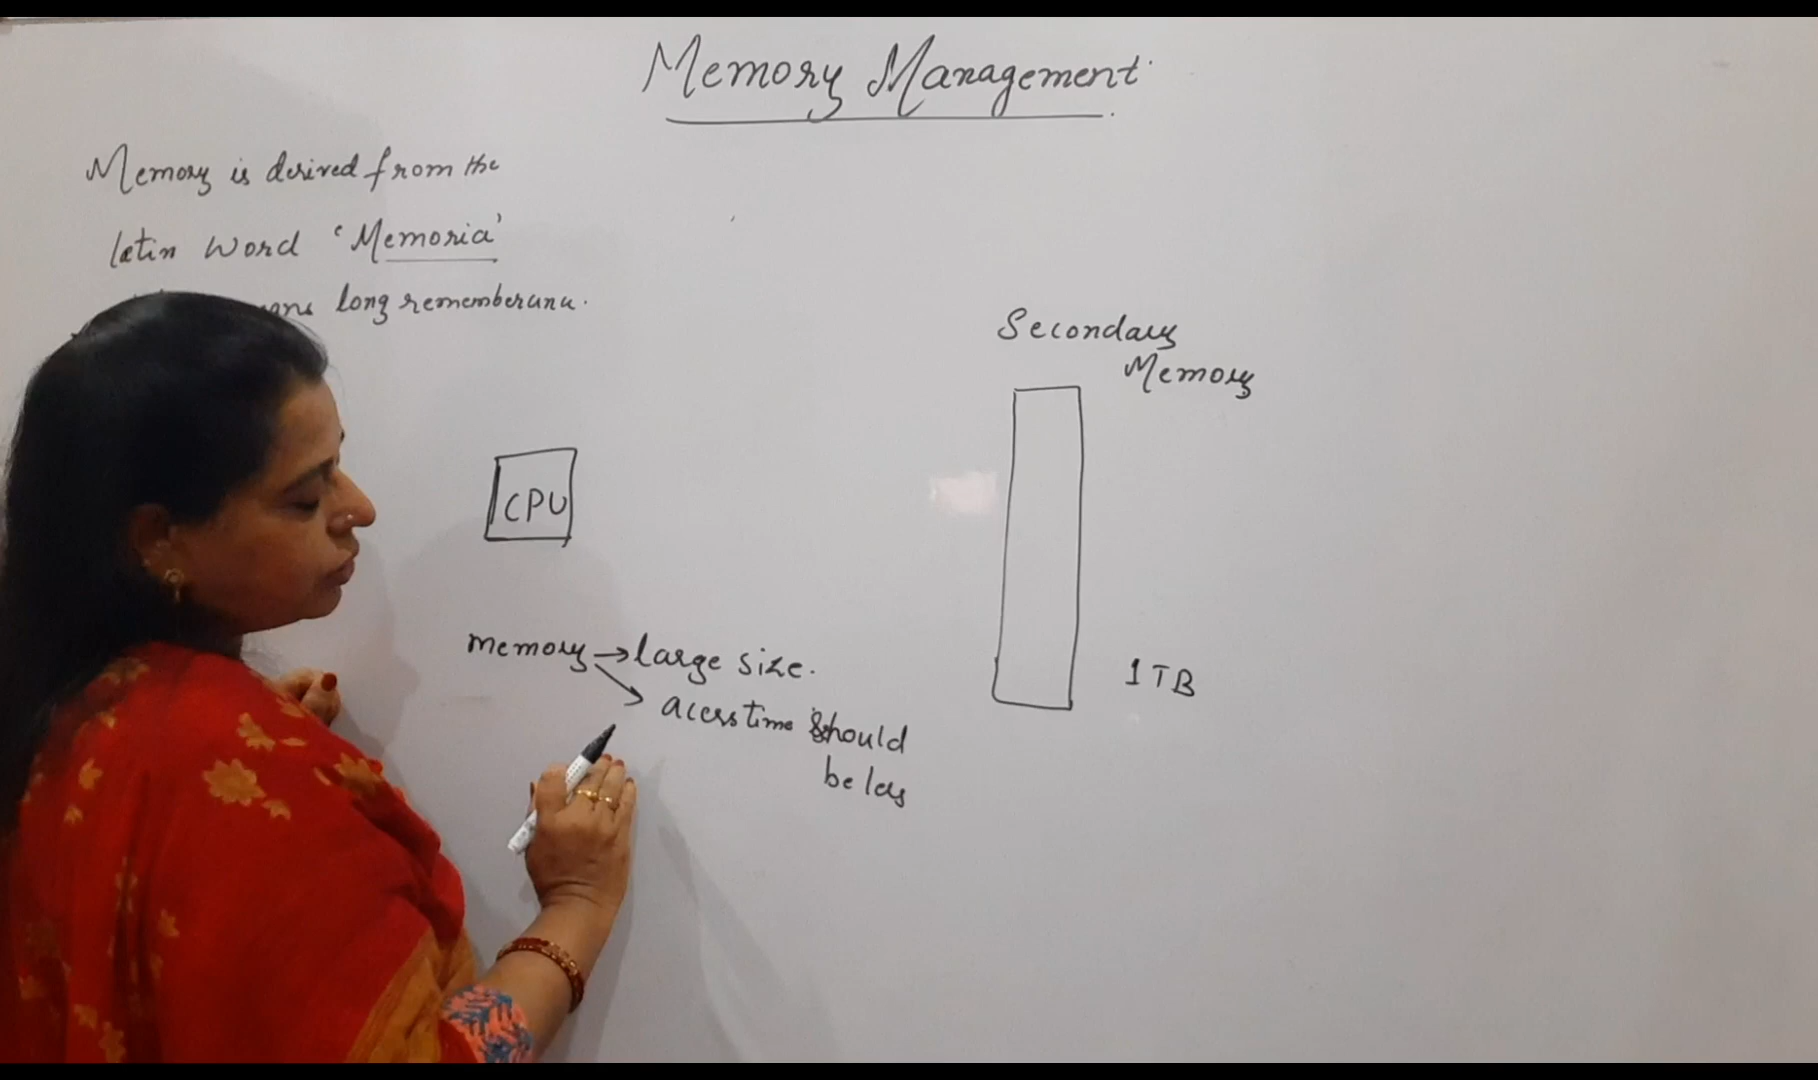 Memory Management
Memory is derived from the
latin word 'Memoria'
long rememberance.
Secondary
Memory
CPU
memory → large size.
acess time should
be less
1 TB